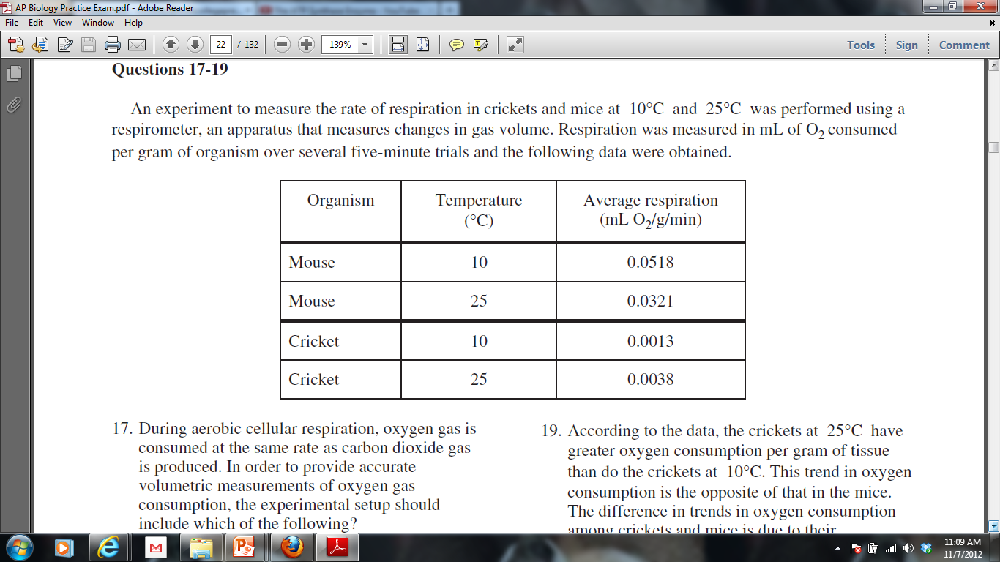 AP Biology Practice Exam.pdf - Adobe Reader
File Edit View Window Help
22 / 132
139%
Tools Sign Comment
Questions 17-19
An experiment to measure the rate of respiration in crickets and mice at 10°C and 25°C was performed using a
respirometer, an apparatus that measures changes in gas volume. Respiration was measured in mL of O₂ consumed
per gram of organism over several five-minute trials and the following data were obtained.
Organism Temperature (°C) Average respiration (mL O₂/g/min)
Mouse 10 0.0518
Mouse 25 0.0321
Cricket 10 0.0013
Cricket 25 0.0038
17. During aerobic cellular respiration, oxygen gas is
consumed at the same rate as carbon dioxide gas
is produced. In order to provide accurate
volumetric measurements of oxygen gas
consumption, the experimental setup should
include which of the following?
19. According to the data, the crickets at 25°C have
greater oxygen consumption per gram of tissue
than do the crickets at 10°C. This trend in oxygen
consumption is the opposite of that in the mice.
The difference in trends in oxygen consumption
among crickets and mice is due to their
11:09 AM
11/7/2012